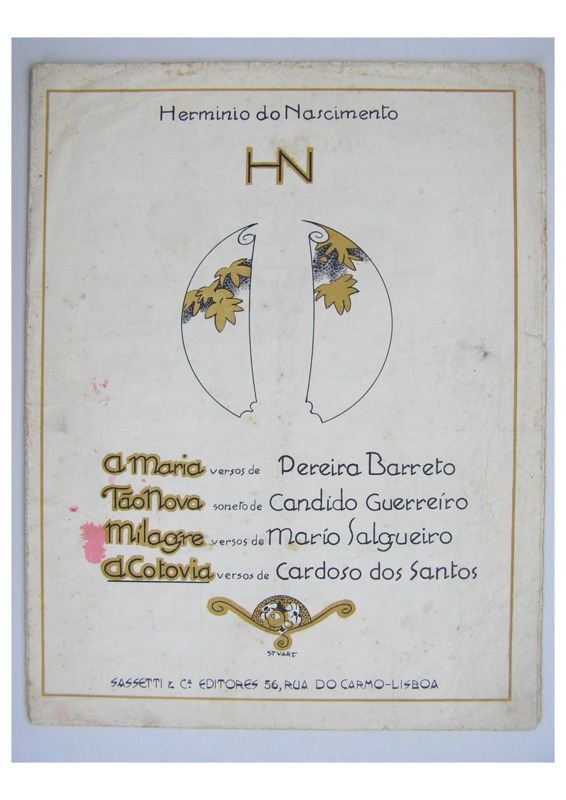 Herminio do Nascimento
HN
A Maria versos de Pereira Barreto
Tão Nova soneto de Candido Guerreiro
Milagre versos de Mario Salgueiro
A Cotovia versos de Cardoso dos Santos
STUART
SASSETTI & Cª EDITORES 56, RUA DO CARMO-LISBOA